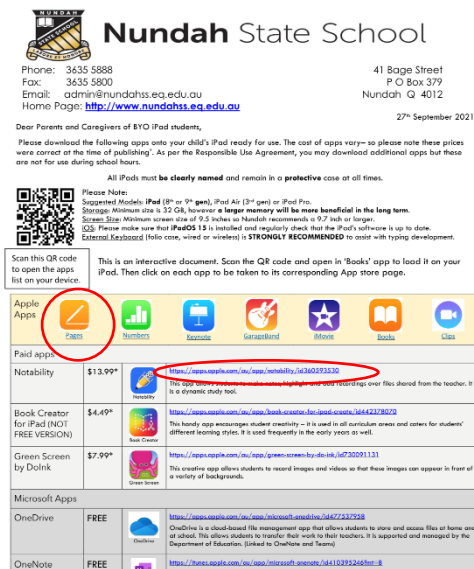 Nundah State School
Phone: 3635 5888
Fax: 3635 5800
Email: admin@nundahss.eq.edu.au
Home Page: http://www.nundahss.eq.edu.au
41 Bage Street
P O Box 379
Nundah Q 4012
27th September 2021
Dear Parents and Caregivers of BYO iPad students,
Please download the following apps onto your child's iPad ready for use. The cost of apps vary– so please note these prices
were correct at the time of publishing*. As per the Responsible Use Agreement, you may download additional apps but these
are not for use during school hours.
All iPads must be clearly named and remain in a protective case at all times.
Please Note:
Suggested Models: iPad (8th or 9th gen), iPad Air (3rd gen) or iPad Pro.
Storage: Minimum size is 32 GB, however a larger memory will be more beneficial in the long term.
Screen Size: Minimum screen size of 9.5 inches so Nundah recommends a 9.7 inch or larger.
iOS: Please make sure that iPadOS 15 is installed and regularly check that the iPad's software is up to date.
External Keyboard (folio case, wired or wireless) is STRONGLY RECOMMENDED to assist with typing development.
Scan this QR code
to open the apps
list on your device.
This is an interactive document. Scan the QR code and open in 'Books' app to load it on your
iPad. Then click on each app to be taken to its corresponding App store page.
Apple
Apps
Pages
Numbers
Keynote
GarageBand
iMovie
Books
Clips
Paid apps
Notability
$13.99*
Notability
https://apps.apple.com/au/app/notability/id360593530
This app allows students to make notes, highlight and add recordings over files shared from the teacher. It
is a dynamic study tool.
Book Creator
for iPad (NOT
FREE VERSION)
$4.49*
Book Creator
https://apps.apple.com/au/app/book-creator-for-ipad-create/id442378070
This handy app encourages student creativity – it is used in all curriculum areas and caters for students'
different learning styles. It is used frequently in the early years as well.
Green Screen
by DoInk
$7.99*
Green Screen
https://apps.apple.com/au/app/green-screen-by-do-ink/id730091131
This creative app allows students to record images and videos so that these images can appear in front of
a variety of backgrounds.
Microsoft Apps
OneDrive
FREE
OneDrive
https://apps.apple.com/au/app/microsoft-onedrive/id477537958
OneDrive is a cloud-based file management app that allows students to store and access files at home and
at school. This allows students to transfer their work to their teachers. It is supported and managed by the
Department of Education. (Linked to OneNote and Teams)
OneNote
FREE
https://itunes.apple.com/au/app/microsoft-onenote/id410395246?mt=8